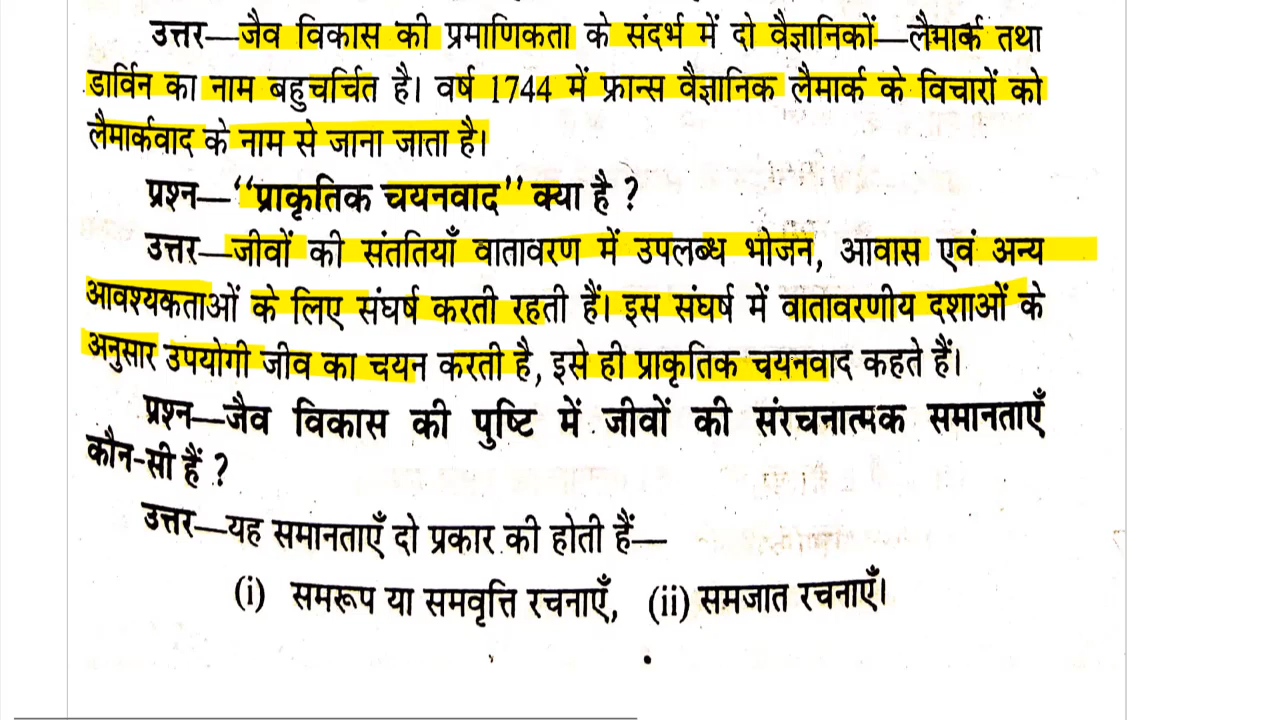 उत्तर—जैव विकास की प्रमाणिकता के संदर्भ में दो वैज्ञानिकों—लैमार्क तथा
डार्विन का नाम बहुचर्चित है। वर्ष 1744 में फ्रान्स वैज्ञानिक लैमार्क के विचारों को
लैमार्कवाद के नाम से जाना जाता है।
प्रश्न—‘‘प्राकृतिक चयनवाद’’ क्या है ?
उत्तर—जीवों की संततियाँ वातावरण में उपलब्ध भोजन, आवास एवं अन्य
आवश्यकताओं के लिए संघर्ष करती रहती हैं। इस संघर्ष में वातावरणीय दशाओं के
अनुसार उपयोगी जीव का चयन करती है, इसे ही प्राकृतिक चयनवाद कहते हैं।
प्रश्न—जैव विकास की पुष्टि में जीवों की संरचनात्मक समानताएँ
कौन-सी हैं ?
उत्तर—यह समानताएँ दो प्रकार की होती हैं—
(i) समरूप या समवृत्ति रचनाएँ, (ii) समजात रचनाएँ।